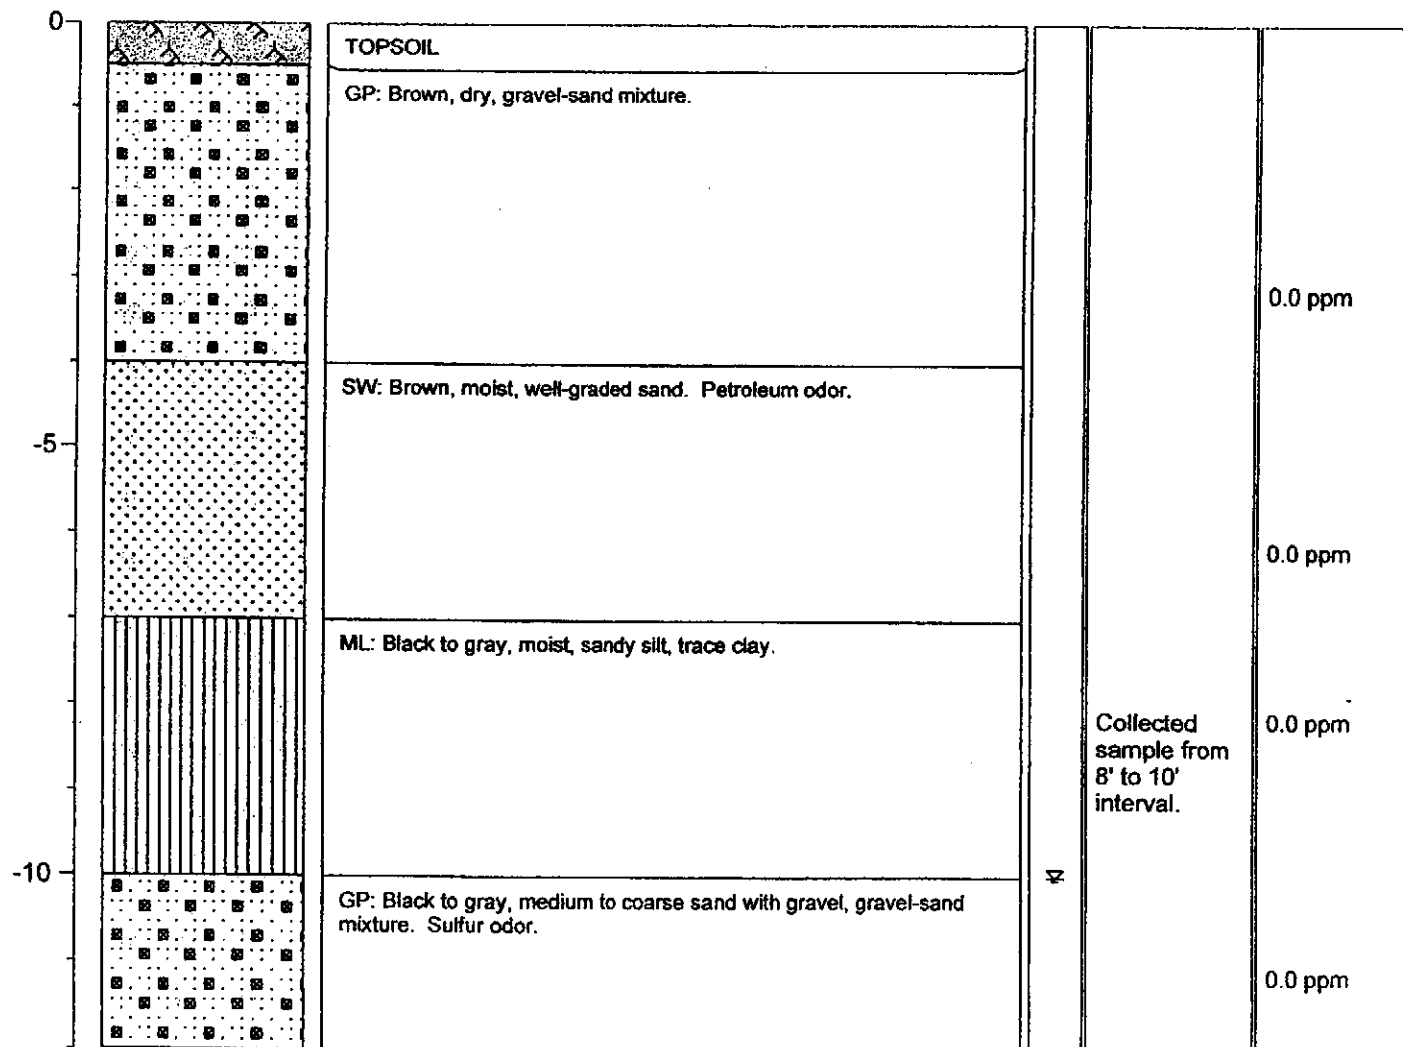 0
TOPSOIL
GP: Brown, dry, gravel-sand mixture.
0.0 ppm
SW: Brown, moist, well-graded sand. Petroleum odor.
-5
0.0 ppm
ML: Black to gray, moist, sandy silt, trace clay.
Collected
sample from
8' to 10'
interval.
0.0 ppm
-10
GP: Black to gray, medium to coarse sand with gravel, gravel-sand
mixture. Sulfur odor.
0.0 ppm